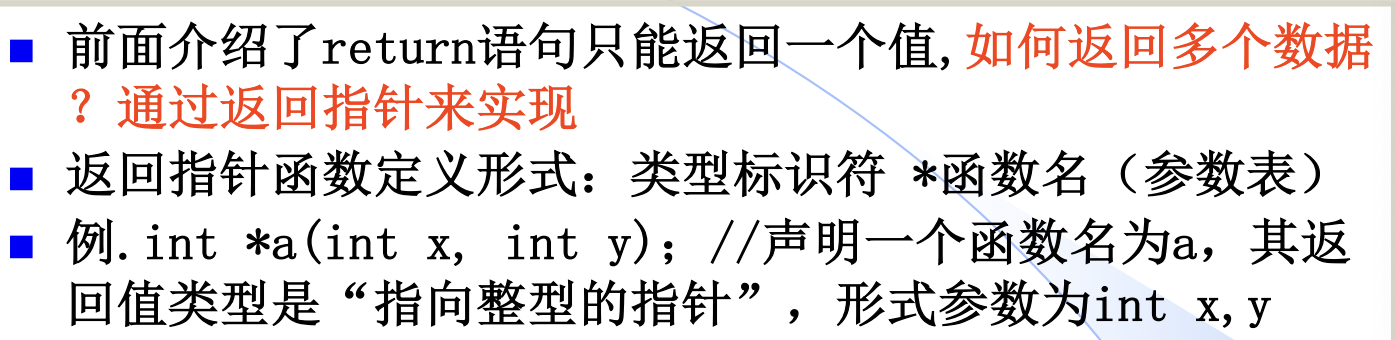 ■ 前面介绍了return语句只能返回一个值,如何返回多个数据
？通过返回指针来实现
■ 返回指针函数定义形式：类型标识符 *函数名（参数表）
■ 例.int *a(int x, int y); //声明一个函数名为a，其返
回值类型是“指向整型的指针”，形式参数为int x,y